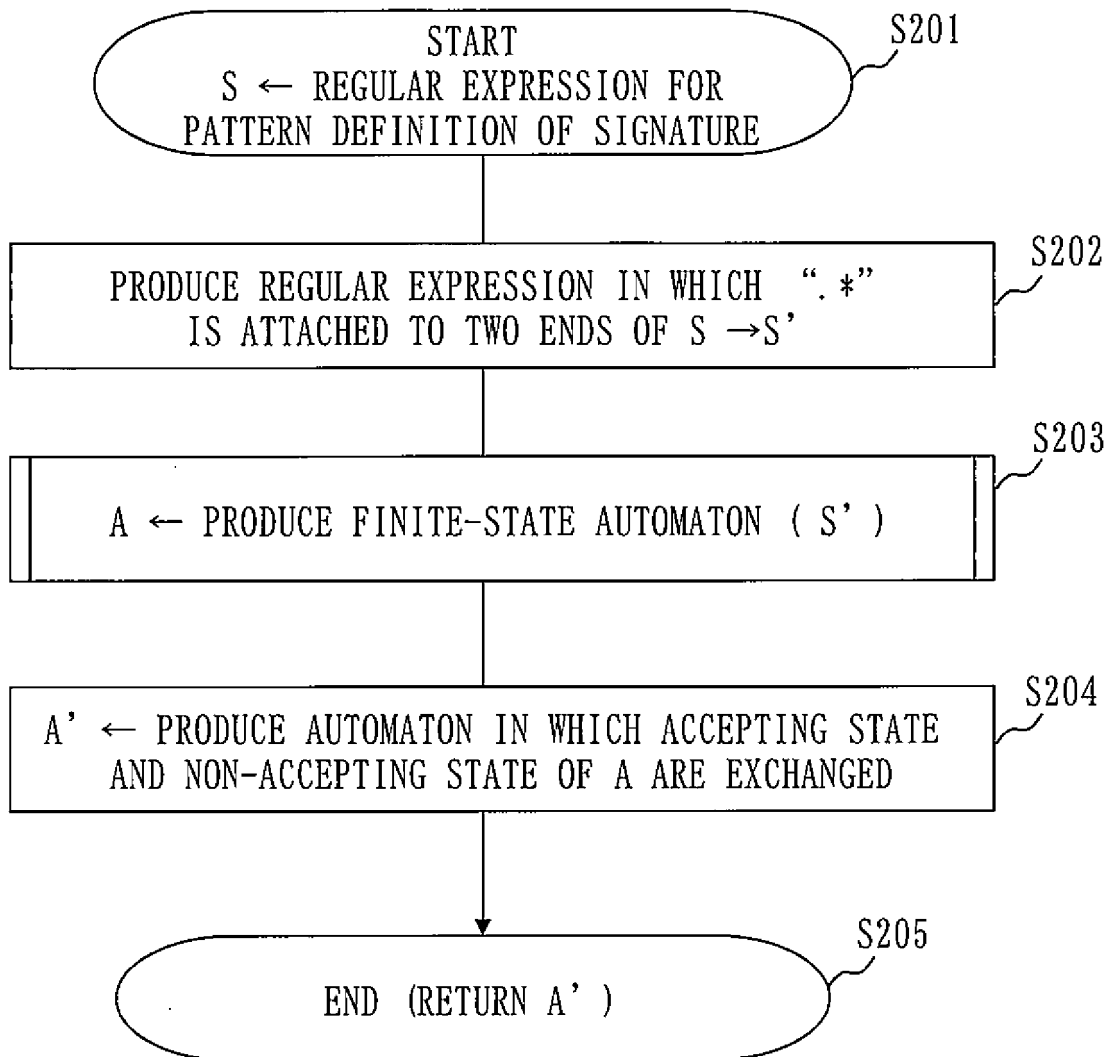 START
S201
S ← REGULAR EXPRESSION FOR
PATTERN DEFINITION OF SIGNATURE
S202
PRODUCE REGULAR EXPRESSION IN WHICH “.*”
IS ATTACHED TO TWO ENDS OF S →S’
S203
A ← PRODUCE FINITE-STATE AUTOMATON ( S’ )
S204
A' ← PRODUCE AUTOMATON IN WHICH ACCEPTING STATE
AND NON-ACCEPTING STATE OF A ARE EXCHANGED
S205
END (RETURN A’ )